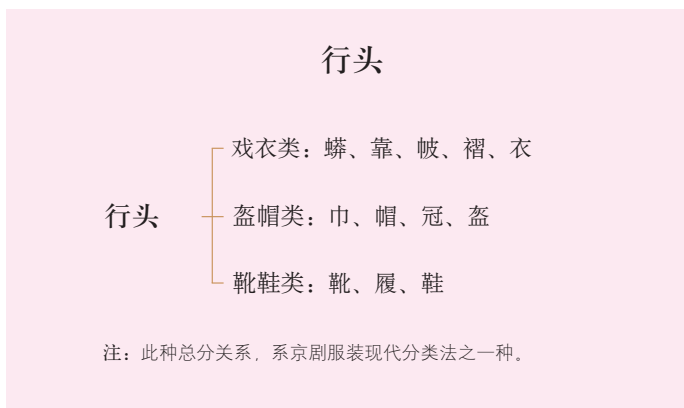 行头
戏衣类：蟒、靠、帔、褶、衣
行头
盔帽类：巾、帽、冠、盔
靴鞋类：靴、履、鞋
注：此种总分关系，系京剧服装现代分类法之一种。